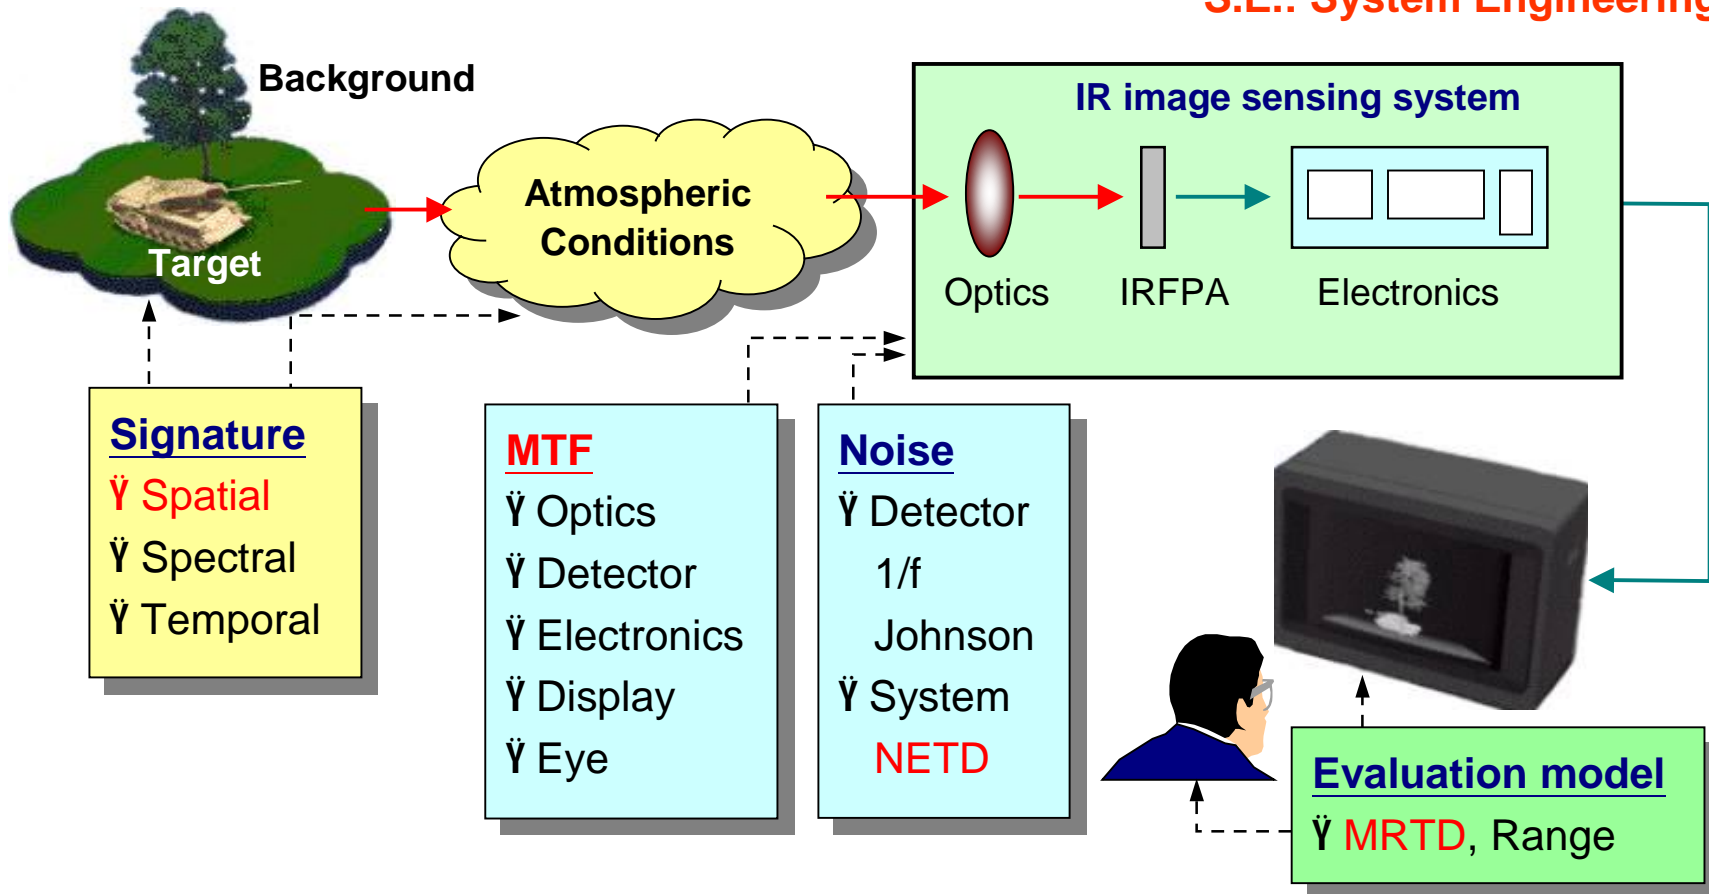 S.E.: System Engineering
Background
IR image sensing system
Atmospheric
Conditions
Target
Optics
IRFPA
Electronics
Signature
Ÿ Spatial
Ÿ Spectral
Ÿ Temporal
MTF
Ÿ Optics
Ÿ Detector
Ÿ Electronics
Ÿ Display
Ÿ Eye
Noise
Ÿ Detector
1/f
Johnson
Ÿ System
NETD
Evaluation model
Ÿ MRTD, Range